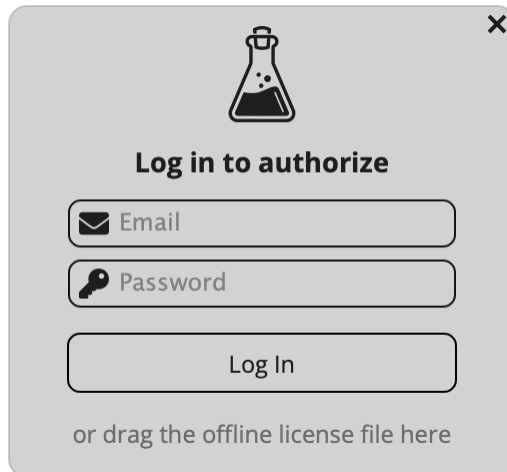 Log in to authorize
Email
Password
Log In
or drag the offline license file here